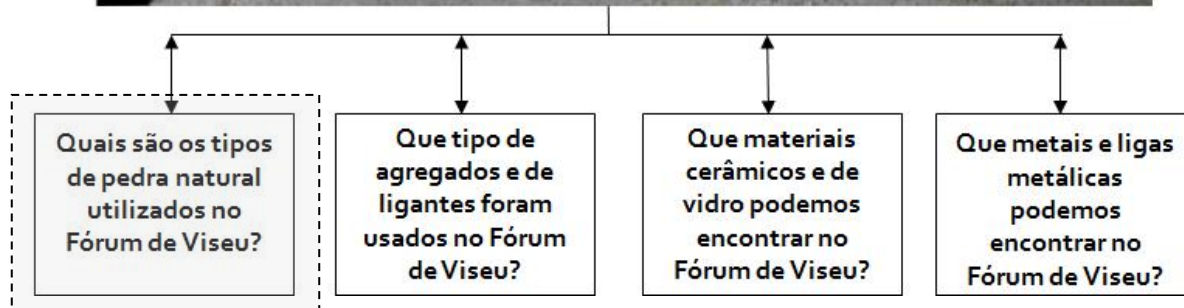 Quais são os tipos
de pedra natural
utilizados no
Fórum de Viseu?
Que tipo de
agregados e de
ligantes foram
usados no Fórum
de Viseu?
Que materiais
cerâmicos e de
vidro podemos
encontrar no
Fórum de Viseu?
Que metais e ligas
metálicas
podemos
encontrar no
Fórum de Viseu?